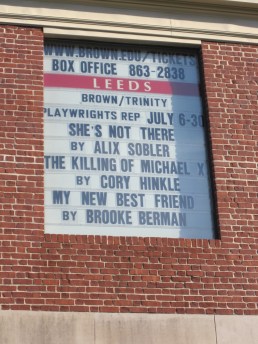 WWW.BROWN.EDU/TICKETS
BOX OFFICE 863-2838
LEEDS
BROWN/TRINITY
PLAYWRIGHTS REP JULY 6-30
SHE'S NOT THERE
BY ALIX SOBLER
THE KILLING OF MICHAEL X
BY CORY HINKLE
MY NEW BEST FRIEND
BY BROOKE BERMAN